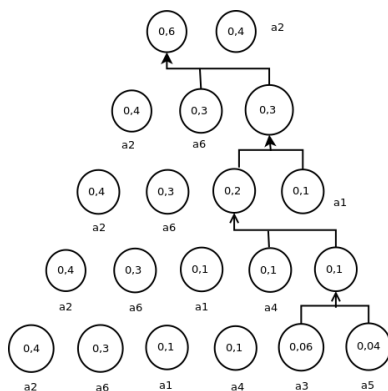 0,6 0,4 a2
0,4 0,3 0,3
a2 a6
0,4 0,3 0,2 0,1 a1
a2 a6
0,4 0,3 0,1 0,1 0,1
a2 a6 a1 a4
0,4 0,3 0,1 0,1 0,06 0,04
a2 a6 a1 a4 a3 a5